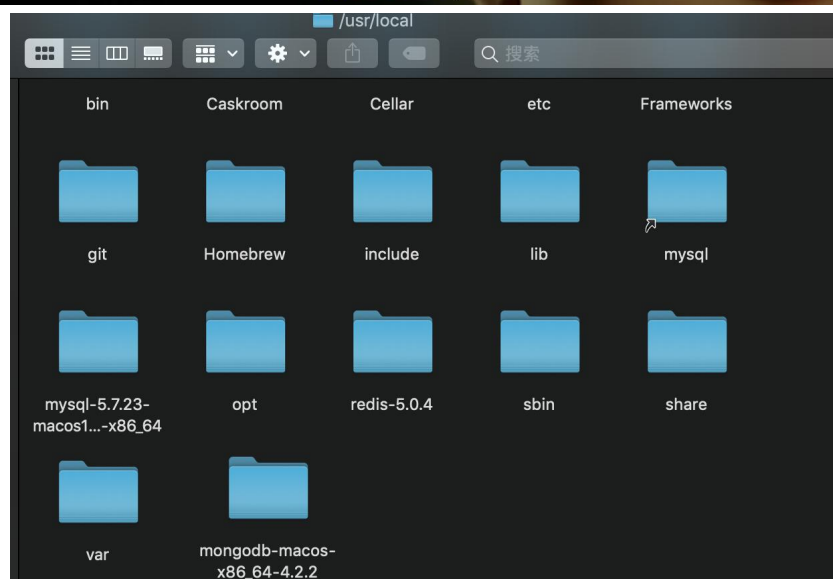 /usr/local
搜索
bin
Caskroom
Cellar
etc
Frameworks
git
Homebrew
include
lib
mysql
mysql-5.7.23-
macos1...-x86_64
opt
redis-5.0.4
sbin
share
var
mongodb-macos-
x86_64-4.2.2